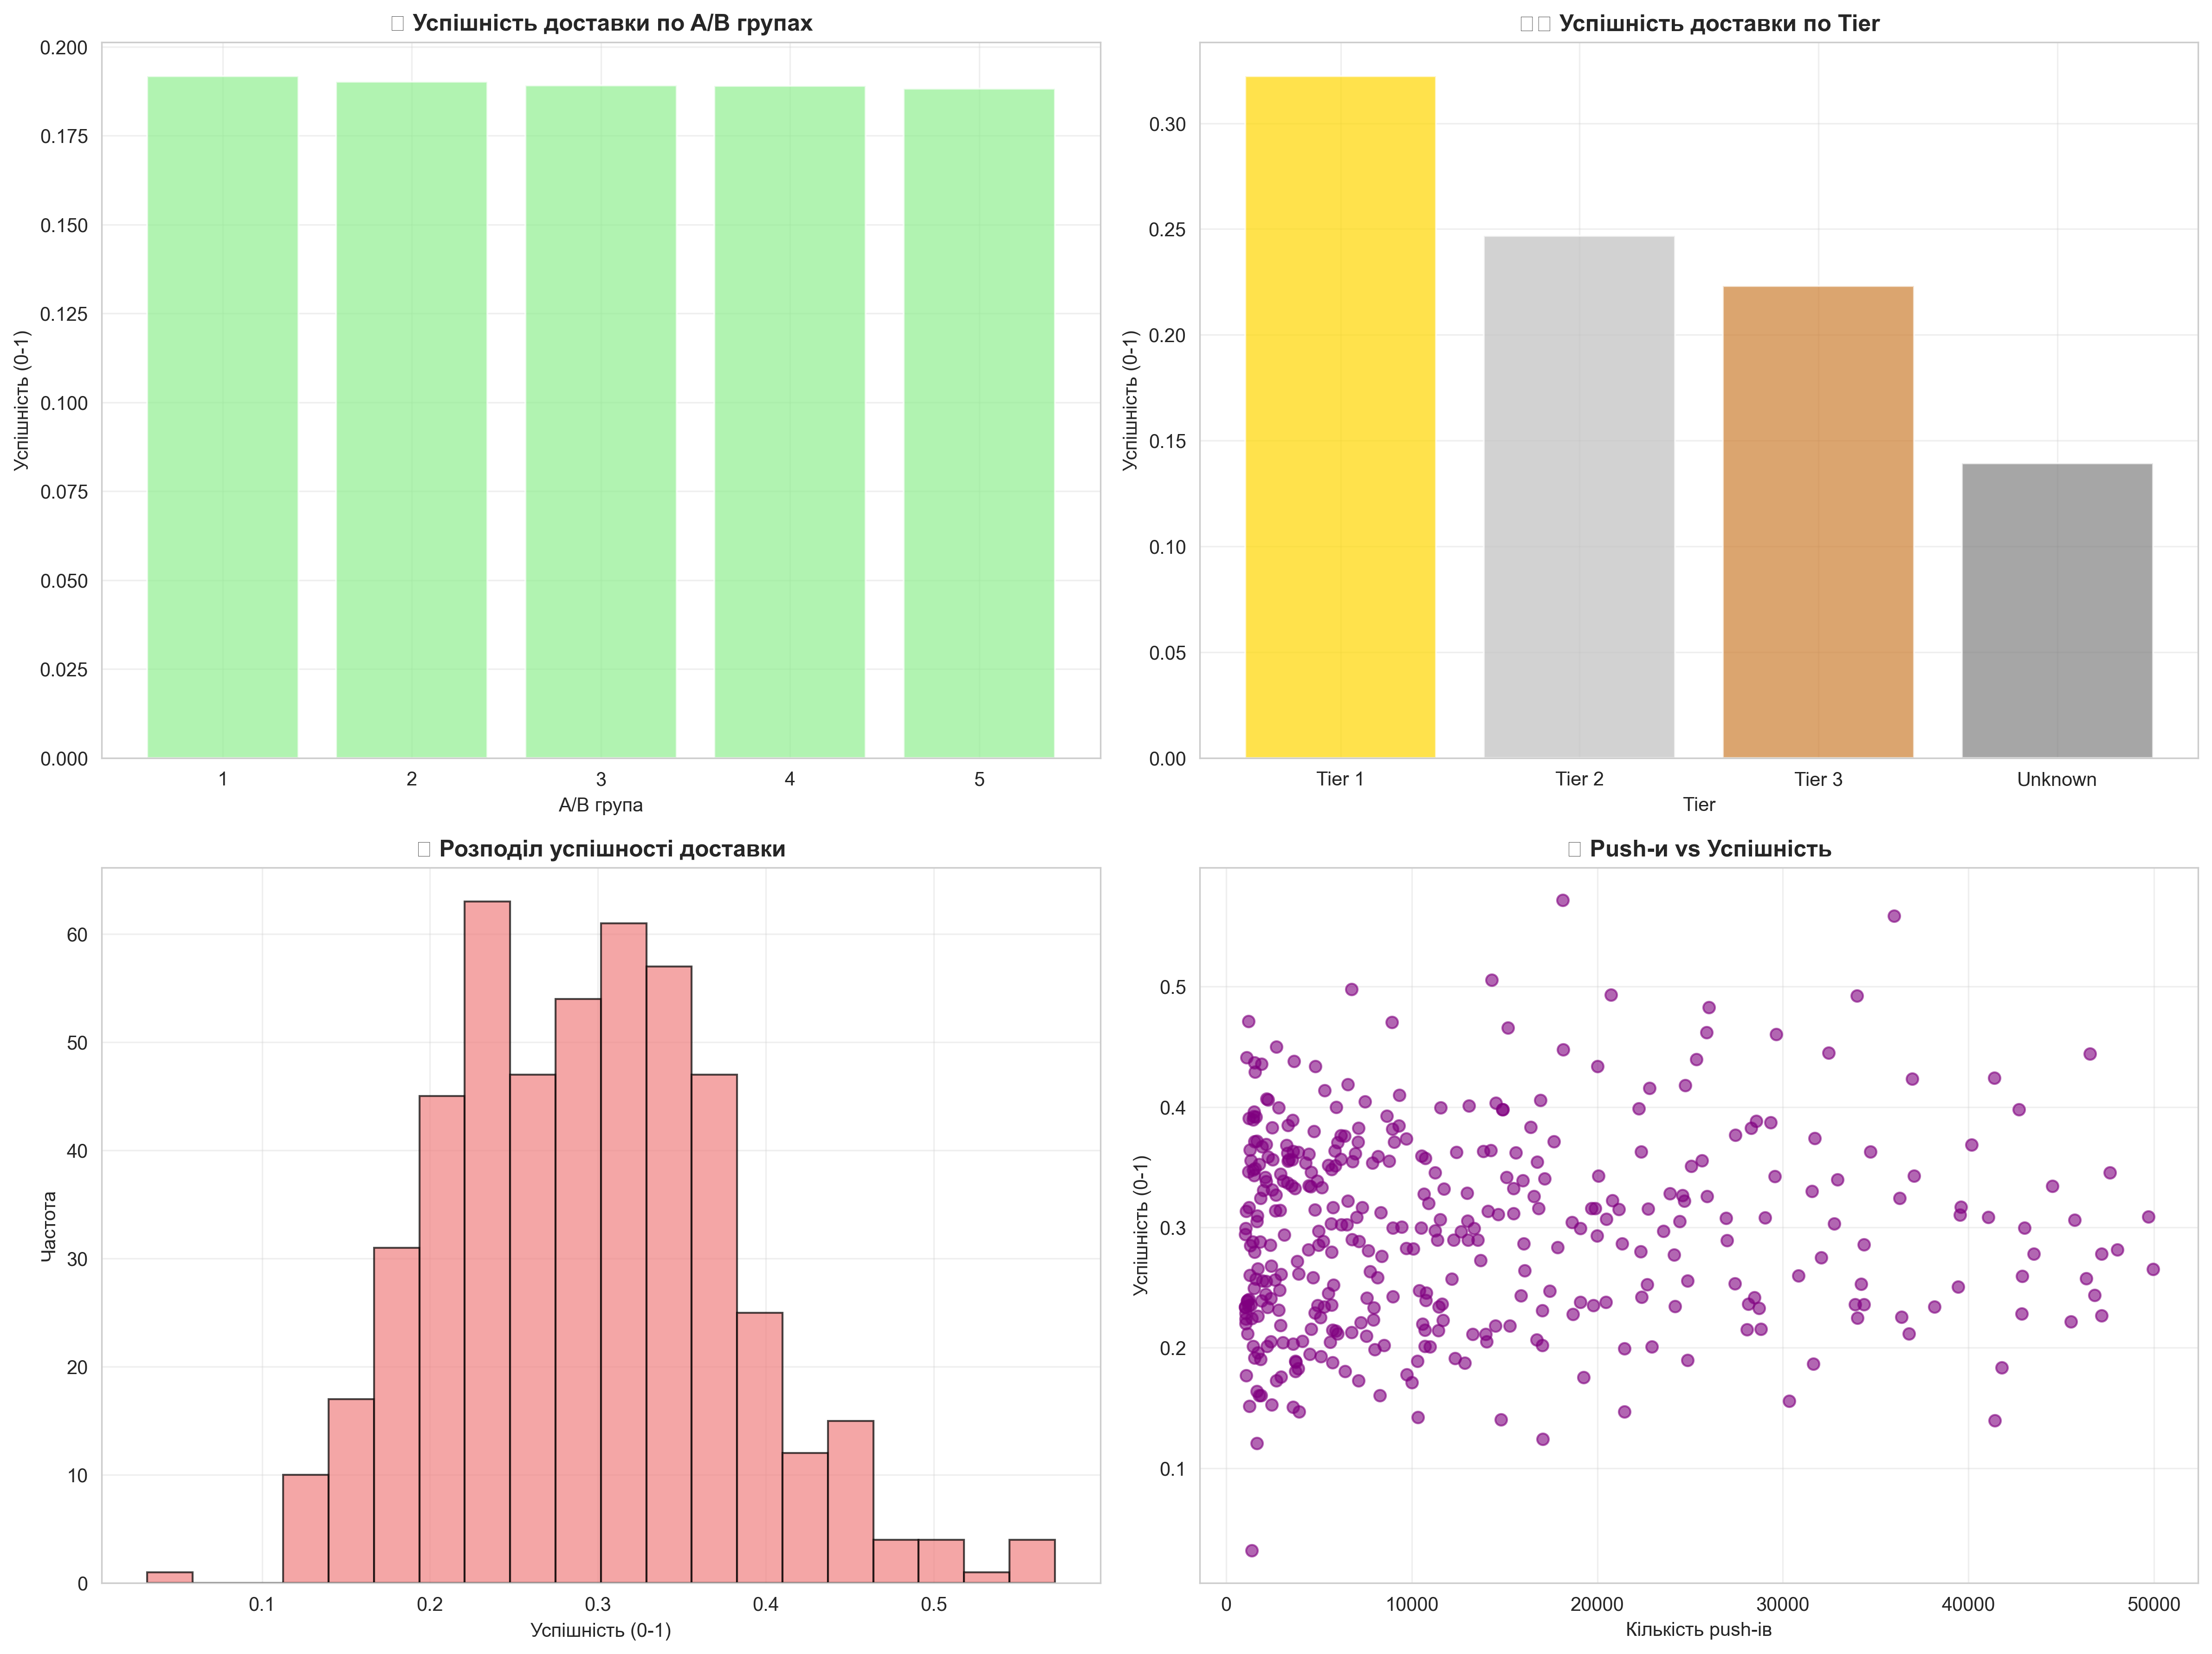 Успішність доставки по A/B групах
0.200
0.175
0.150
0.125
0.100
0.075
0.050
0.025
0.000
Успішність (0-1)
1 2 3 4 5
A/B група
Успішність доставки по Tier
0.30
0.25
0.20
0.15
0.10
0.05
0.00
Успішність (0-1)
Tier 1 Tier 2 Tier 3 Unknown
Tier
Розподіл успішності доставки
60
50
40
30
20
10
0
Частота
0.1 0.2 0.3 0.4 0.5
Успішність (0-1)
Push-и vs Успішність
0.5
0.4
0.3
0.2
0.1
Успішність (0-1)
0 10000 20000 30000 40000 50000
Кількість push-ів